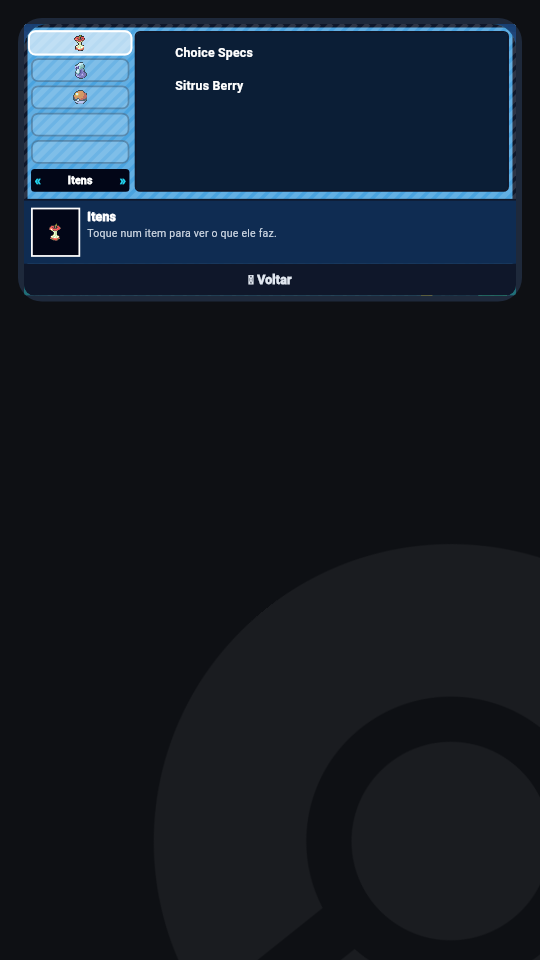 Choice Specs
Sitrus Berry
« Itens »
Itens
Toque num item para ver o que ele faz.
Voltar